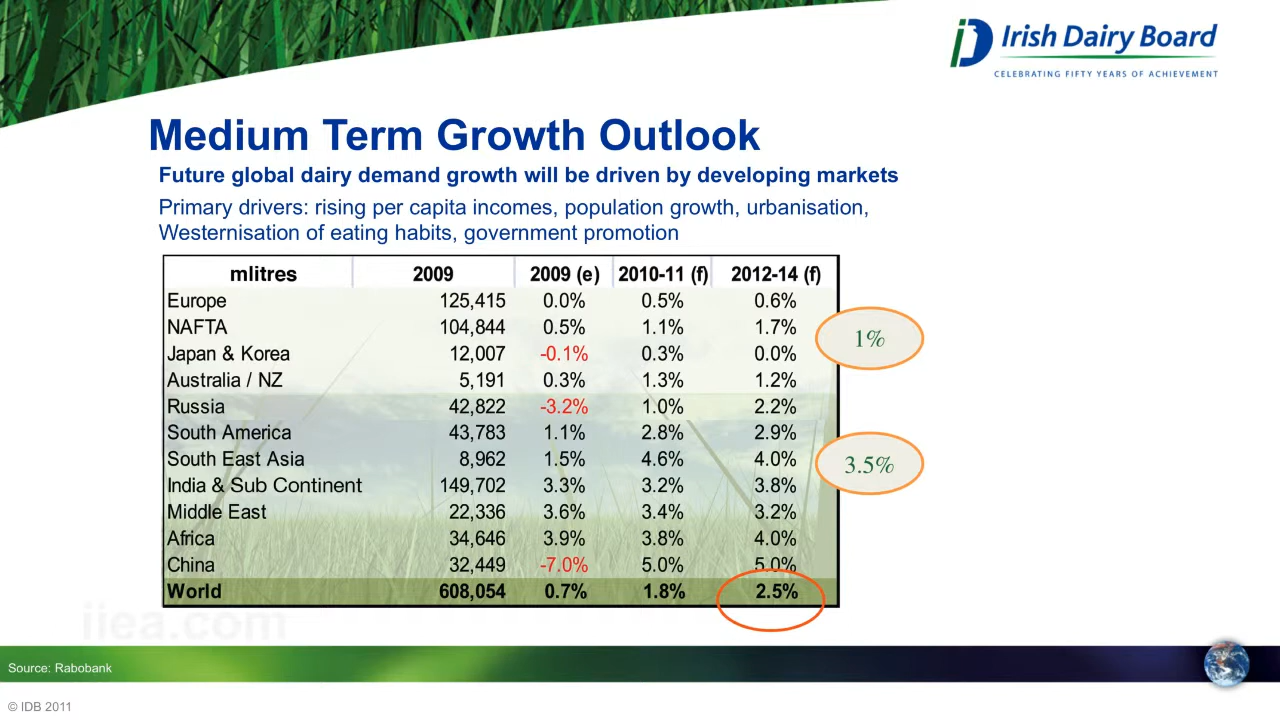 Irish Dairy Board
CELEBRATING FIFTY YEARS OF ACHIEVEMENT
Medium Term Growth Outlook
Future global dairy demand growth will be driven by developing markets
Primary drivers: rising per capita incomes, population growth, urbanisation,
Westernisation of eating habits, government promotion
mlitres 2009 2009 (e) 2010-11 (f) 2012-14 (f)
Europe 125,415 0.0% 0.5% 0.6%
NAFTA 104,844 0.5% 1.1% 1.7%
1%
Japan & Korea 12,007 -0.1% 0.3% 0.0%
Australia / NZ 5,191 0.3% 1.3% 1.2%
Russia 42,822 -3.2% 1.0% 2.2%
South America 43,783 1.1% 2.8% 2.9%
South East Asia 8,962 1.5% 4.6% 4.0%
3.5%
India & Sub Continent 149,702 3.3% 3.2% 3.8%
Middle East 22,336 3.6% 3.4% 3.2%
Africa 34,646 3.9% 3.8% 4.0%
China 32,449 -7.0% 5.0% 5.0%
World 608,054 0.7% 1.8% 2.5%
iiea.com
Source: Rabobank
© IDB 2011